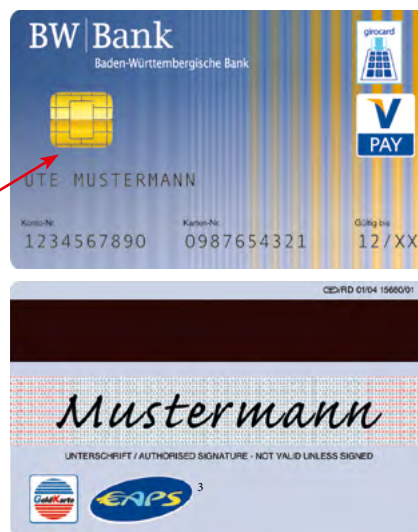 BW Bank
Baden-Württembergische Bank
girocard
V
PAY
UTE MUSTERMANN
Konto-Nr. Karten-Nr. Gültig bis
1234567890 0987654321 12/XX
CED/RD 01/04 15680/01
Mustermann
UNTERSCHRIFT / AUTHORISED SIGNATURE - NOT VALID UNLESS SIGNED
GeldKarte
EAPS
3